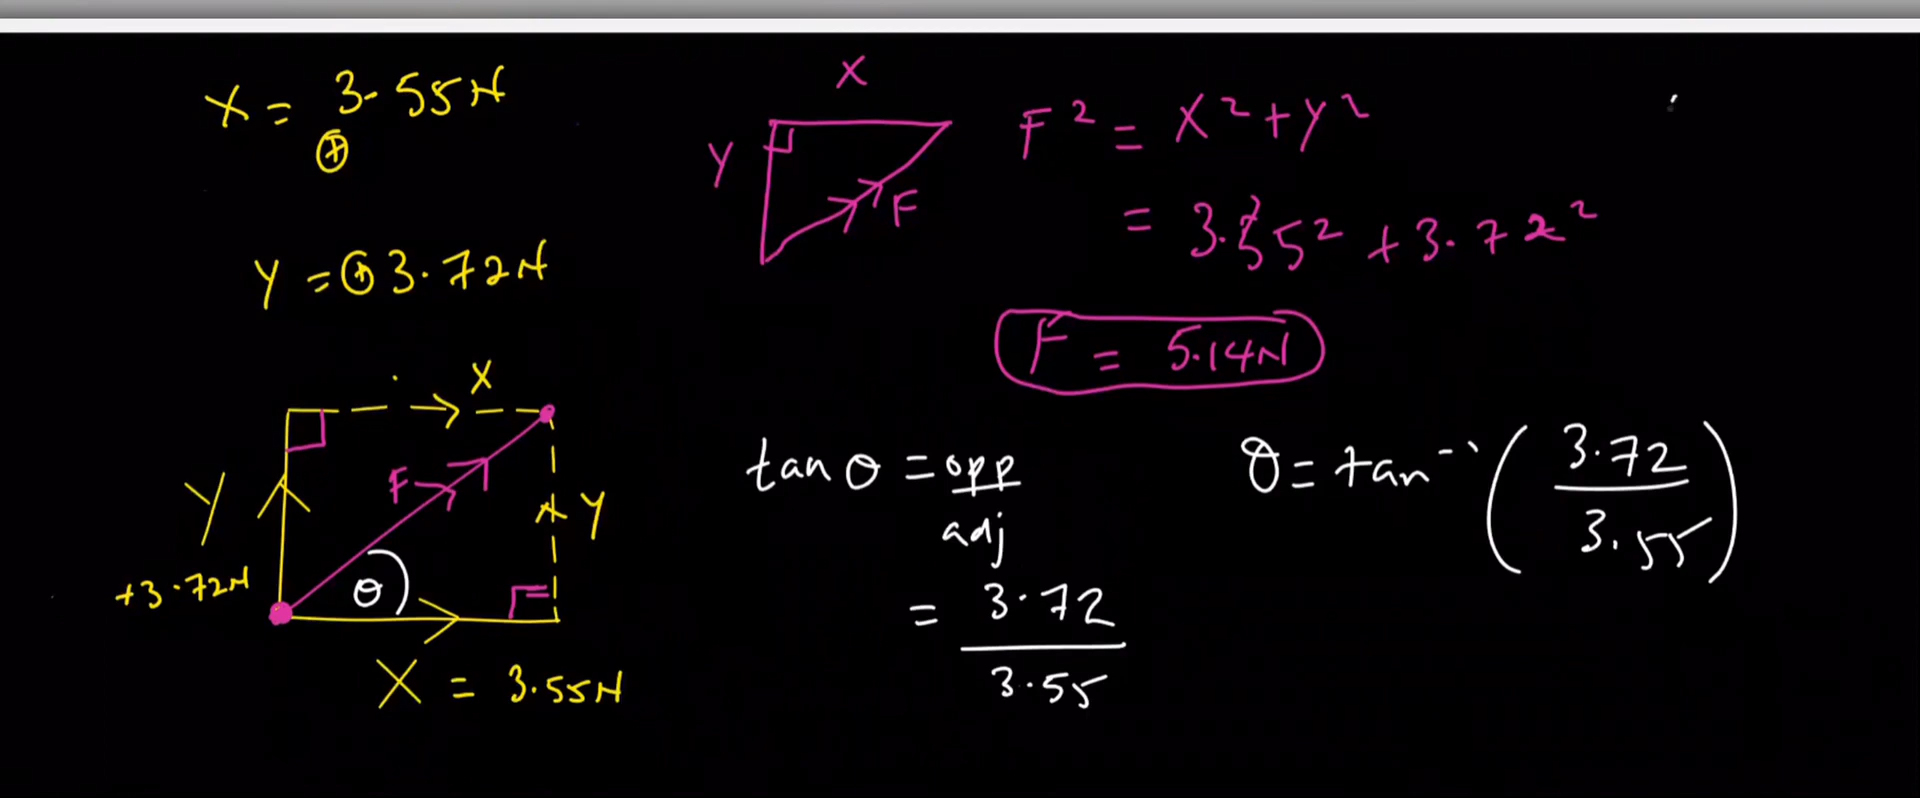 X = 3.55N
⊕
Y = ⊕ 3.72N
X
Y
F
F² = X² + Y²
= 3.55² + 3.72²
F = 5.14N
X
Y
F
Y
+3.72N
θ
X = 3.55N
tan θ = opp
adj
= 3.72
3.55
θ = tan⁻¹ ( 3.72
3.55 )